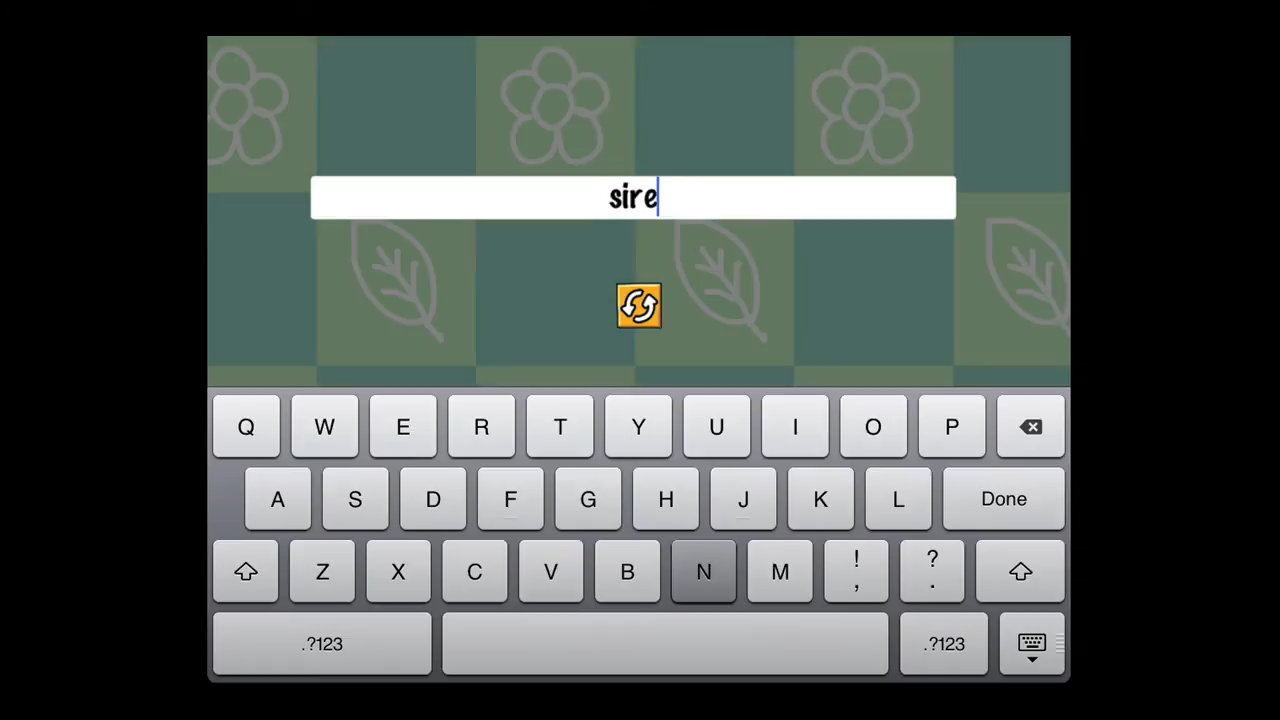 sire
Q W E R T Y U I O P
A S D F G H J K L Done
Z X C V B N M ! , ? .
.?123 .?123